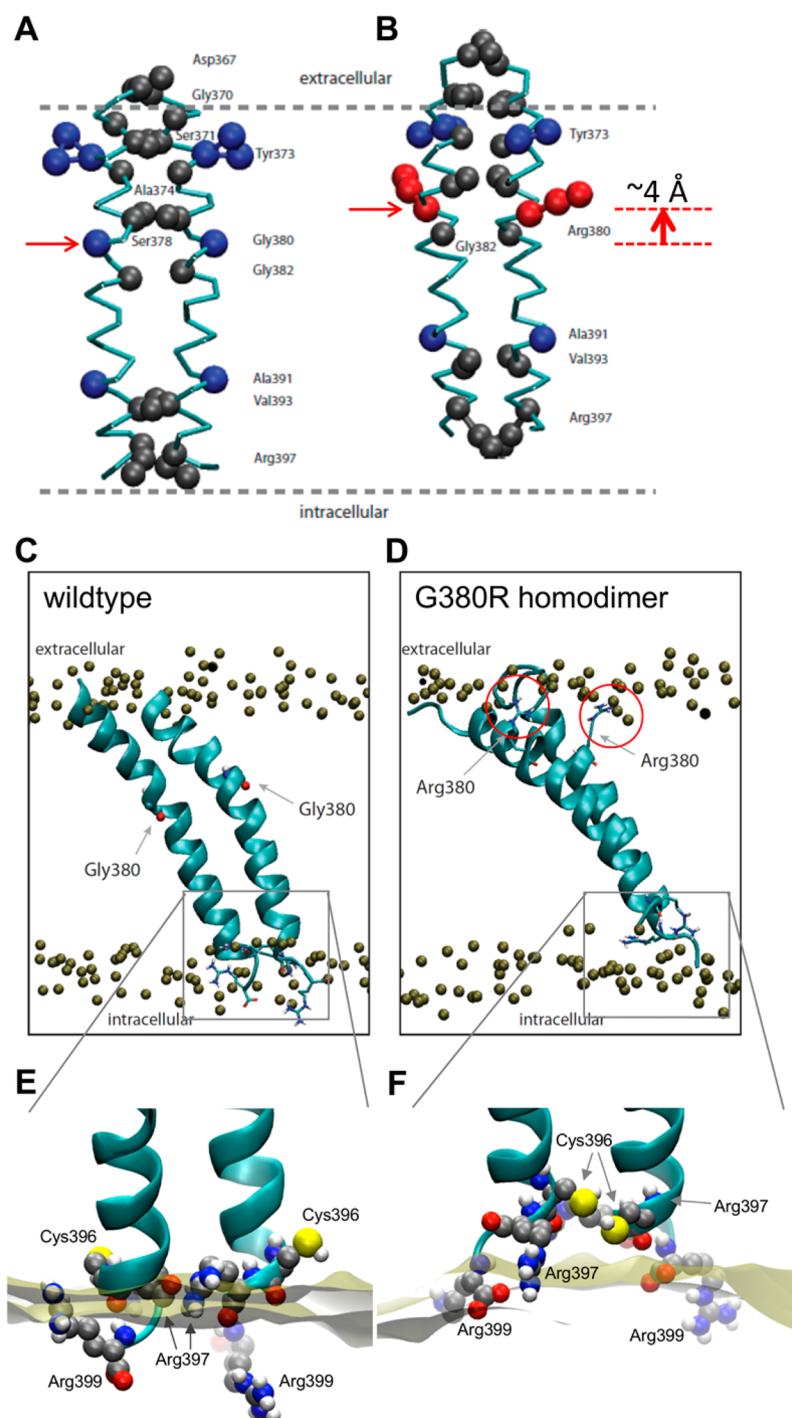 A
B
Asp367
extracellular
Gly370
Ser371
Tyr373
Tyr373
Ala374
~4 Å
Ser378
Gly380
Arg380
Gly382
Gly382
Ala391
Ala391
Val393
Val393
Arg397
Arg397
intracellular
C
D
wildtype
G380R homodimer
extracellular
extracellular
Arg380
Arg380
Gly380
Gly380
intracellular
intracellular
E
F
Cys396
Cys396
Cys396
Arg397
Arg397
Arg397
Arg399
Arg399
Arg399
Arg399